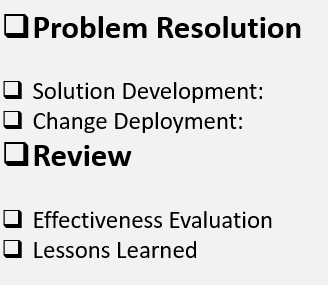 ❑Problem Resolution
❑ Solution Development:
❑ Change Deployment:
❑Review
❑ Effectiveness Evaluation
❑ Lessons Learned